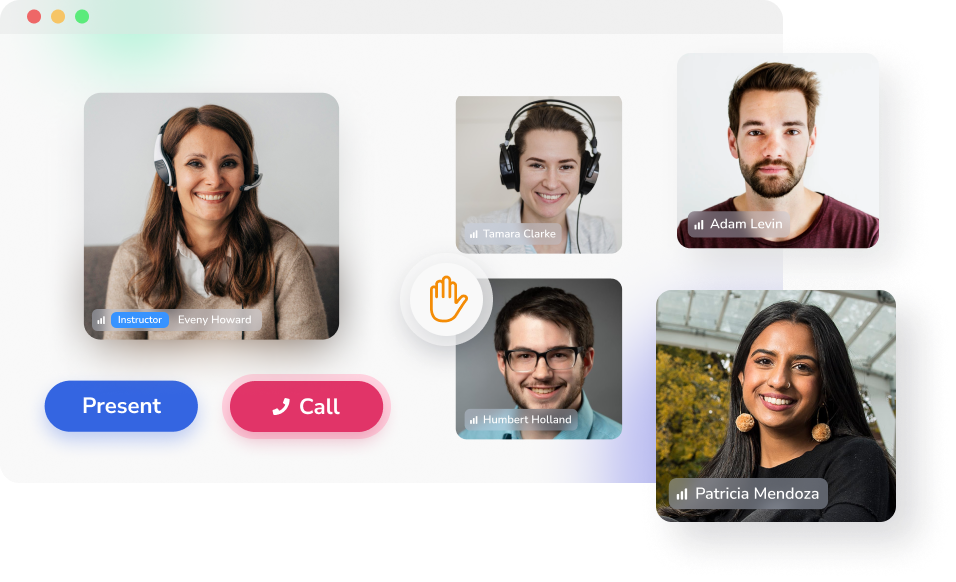 Instructor Eveny Howard
Present
Call
Tamara Clarke
Humbert Holland
Adam Levin
Patricia Mendoza